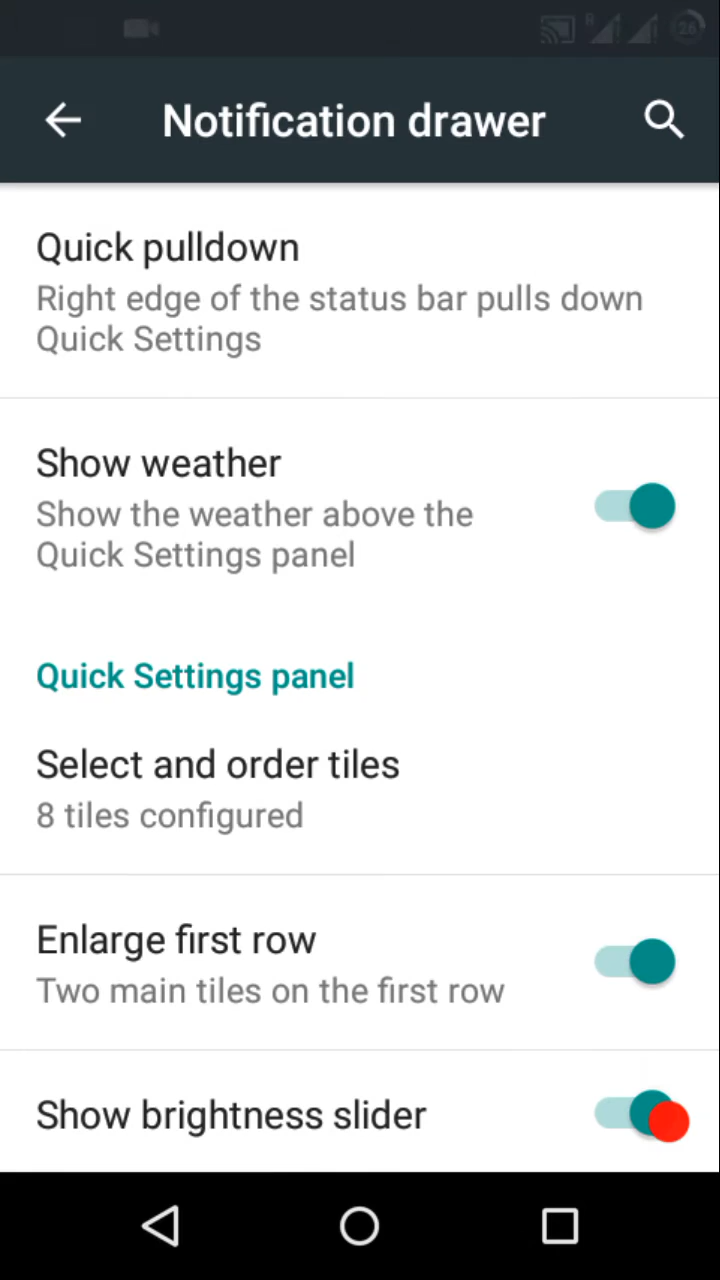 26
Notification drawer
Quick pulldown
Right edge of the status bar pulls down
Quick Settings
Show weather
Show the weather above the
Quick Settings panel
Quick Settings panel
Select and order tiles
8 tiles configured
Enlarge first row
Two main tiles on the first row
Show brightness slider